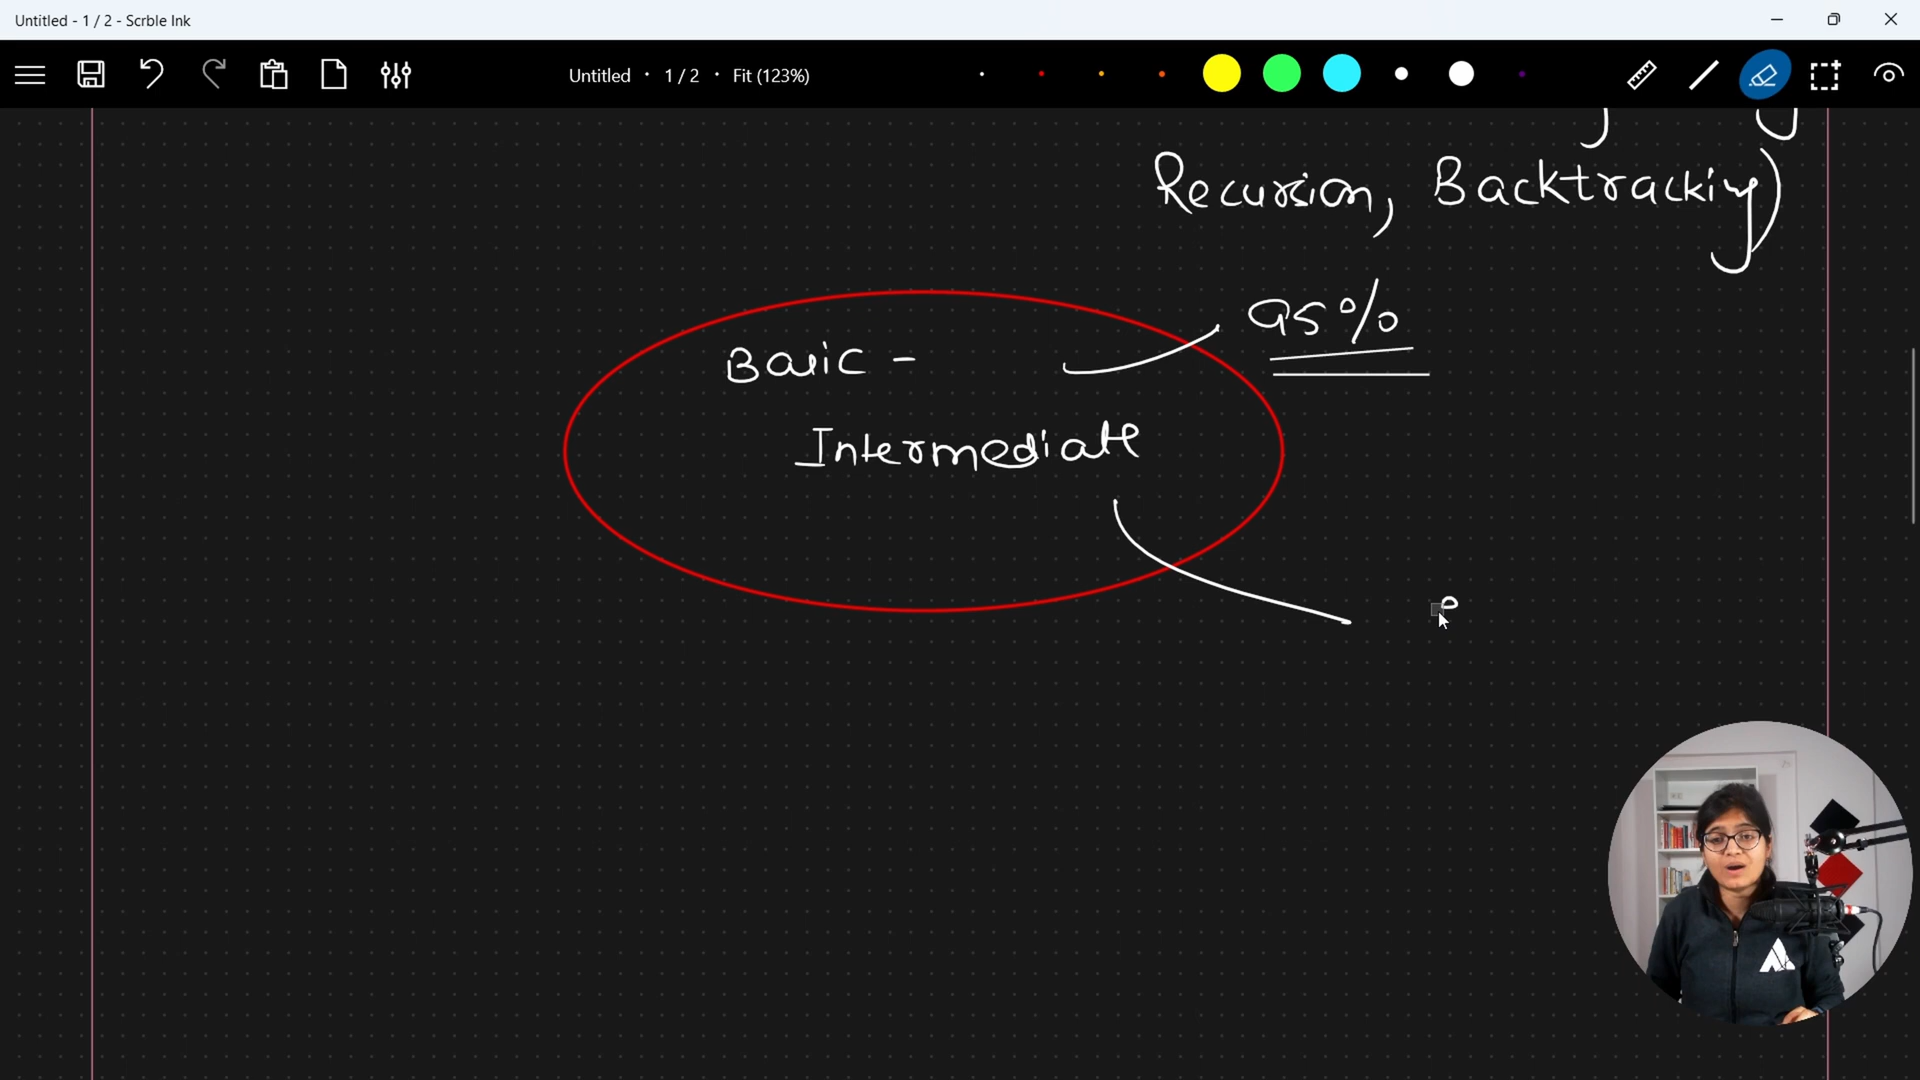 Untitled - 1 / 2 - Scrble Ink
Untitled • 1 / 2 • Fit (123%)
Recursion, Backtracking)
95%
Basic -
Intermediate